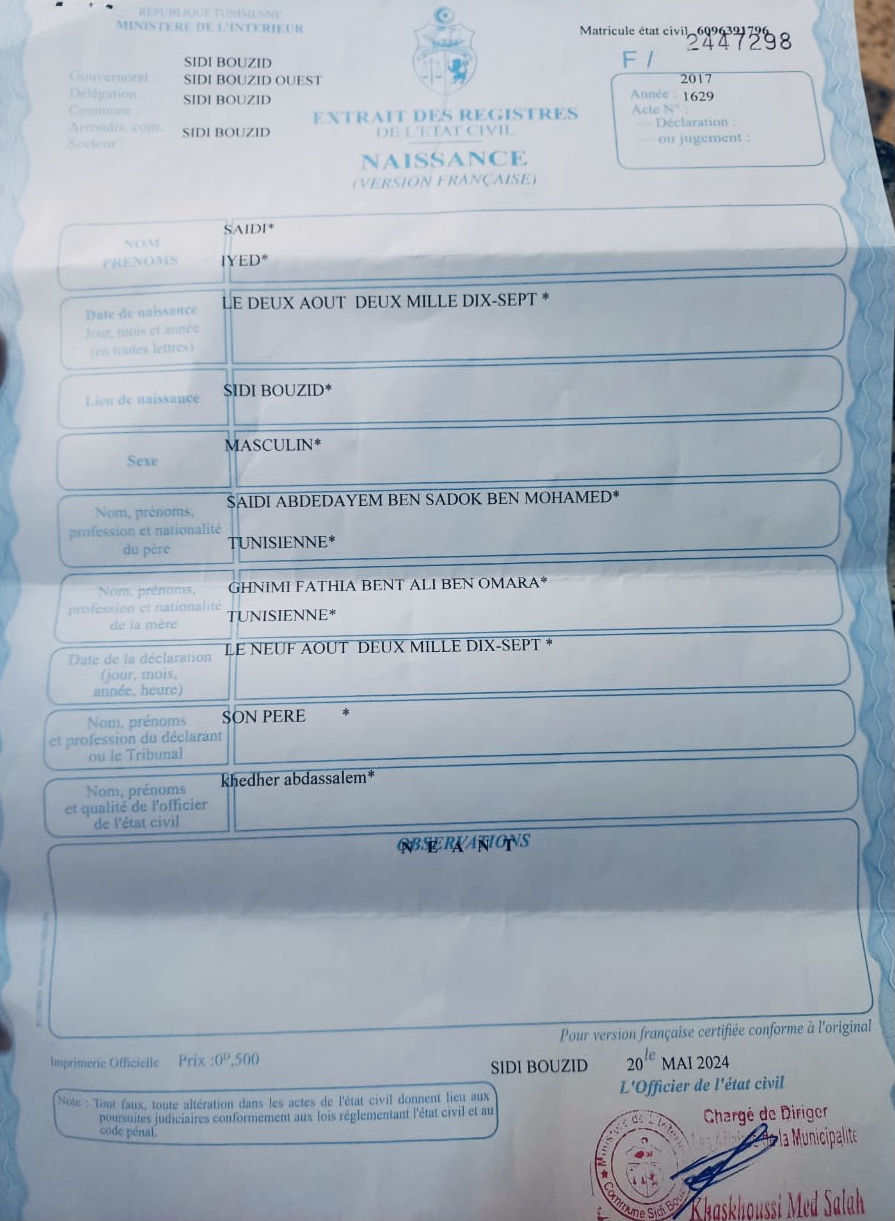 REPUBLIQUE TUNISIENNE
MINISTERE DE L'INTERIEUR
Matricule état civil 6096391796
2447298
F /
Gouvernorat : SIDI BOUZID
Délégation : SIDI BOUZID OUEST
Commune : SIDI BOUZID
Arrondis. com.
Secteur : SIDI BOUZID
2017
Année : 1629
Acte N° :
— Déclaration :
— ou jugement :
EXTRAIT DES REGISTRES
DE L'ETAT CIVIL
NAISSANCE
(VERSION FRANÇAISE)
NOM SAIDI*
PRENOMS IYED*
Date de naissance LE DEUX AOUT DEUX MILLE DIX-SEPT *
Jour, mois et année
(en toutes lettres)
Lieu de naissance SIDI BOUZID*
Sexe MASCULIN*
Nom, prénoms, SAIDI ABDEDAYEM BEN SADOK BEN MOHAMED*
profession et nationalité
du père TUNISIENNE*
Nom, prénoms, GHNIMI FATHIA BENT ALI BEN OMARA*
profession et nationalité TUNISIENNE*
de la mère
Date de la déclaration LE NEUF AOUT DEUX MILLE DIX-SEPT *
(jour, mois,
année, heure)
Nom, prénoms SON PERE *
et profession du déclarant
ou le Tribunal
Nom, prénoms khedher abdassalem*
et qualité de l'officier
de l'état civil
OBSERVATIONS
N E A N T
Pour version française certifiée conforme à l'original
Imprimerie Officielle Prix :0ᴰ,500
SIDI BOUZID 20 le MAI 2024
L'Officier de l'état civil
Note : Tout faux, toute altération dans les actes de l'état civil donnent lieu aux
poursuites judiciaires conformement aux lois réglementant l'état civil et au
code pénal.
Chargé de Diriger
Les Affaires de la Municipalité
Khaskhoussi Med Salah
Ministère de l'Interieur
Commune Sidi Bou